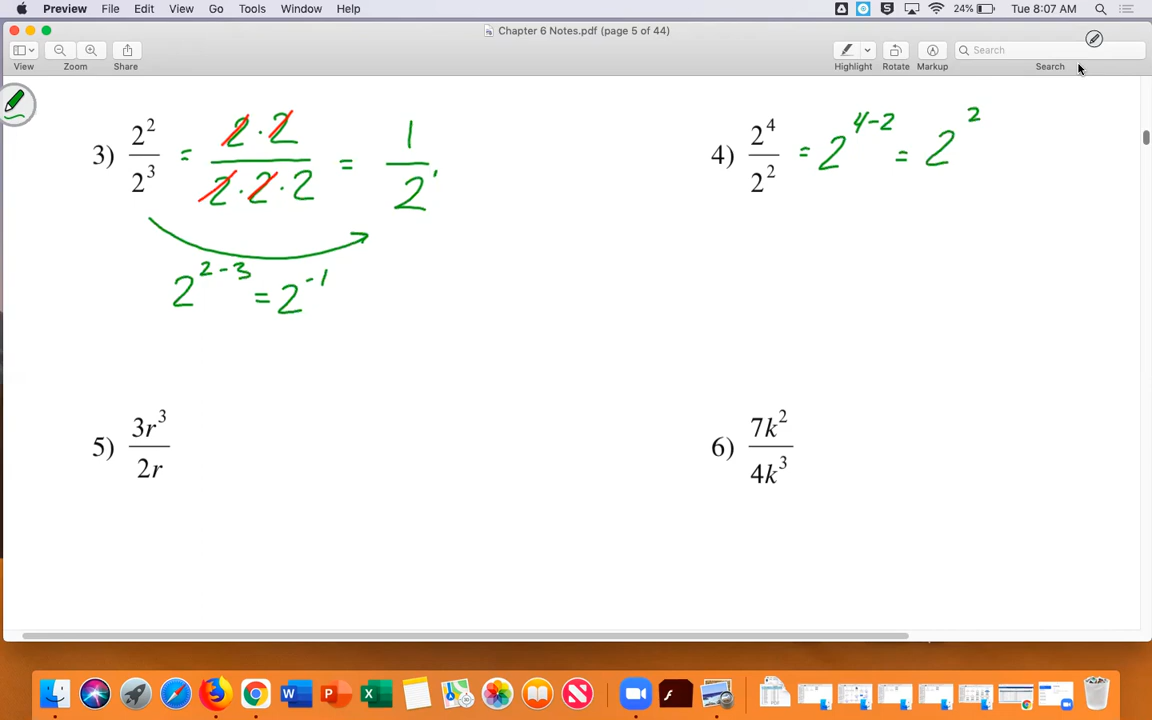 Preview File Edit View Go Tools Window Help 24% Tue 8:07 AM
Chapter 6 Notes.pdf (page 5 of 44)
Search
View Zoom Share Highlight Rotate Markup Search
3) 2^2/2^3 = (2·2)/(2·2·2) = 1/2^1
2^(2-3) = 2^-1
4) 2^4/2^2 = 2^(4-2) = 2^2
5) 3r^3/2r
6) 7k^2/4k^3